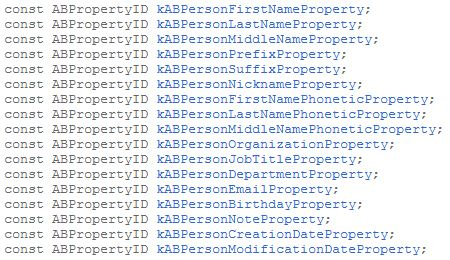 const ABPropertyID kABPersonFirstNameProperty;
const ABPropertyID kABPersonLastNameProperty;
const ABPropertyID kABPersonMiddleNameProperty;
const ABPropertyID kABPersonPrefixProperty;
const ABPropertyID kABPersonSuffixProperty;
const ABPropertyID kABPersonNicknameProperty;
const ABPropertyID kABPersonFirstNamePhoneticProperty;
const ABPropertyID kABPersonLastNamePhoneticProperty;
const ABPropertyID kABPersonMiddleNamePhoneticProperty;
const ABPropertyID kABPersonOrganizationProperty;
const ABPropertyID kABPersonJobTitleProperty;
const ABPropertyID kABPersonDepartmentProperty;
const ABPropertyID kABPersonEmailProperty;
const ABPropertyID kABPersonBirthdayProperty;
const ABPropertyID kABPersonNoteProperty;
const ABPropertyID kABPersonCreationDateProperty;
const ABPropertyID kABPersonModificationDateProperty;